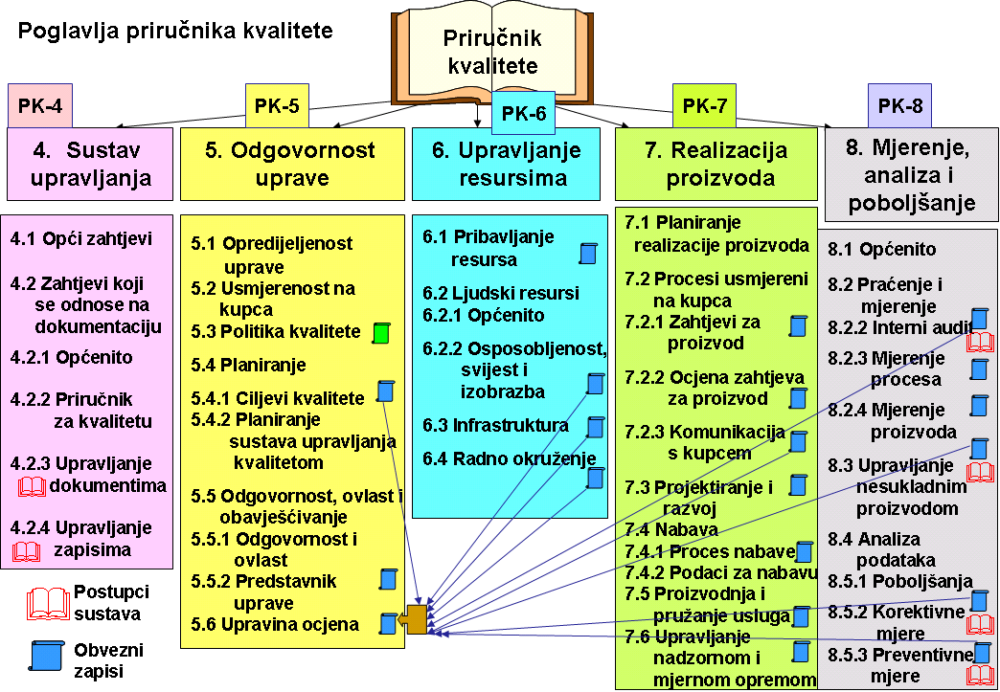 Poglavlja priručnika kvalitete
Priručnik
kvalitete
PK-4
PK-5
PK-6
PK-7
PK-8
4. Sustav
upravljanja
5. Odgovornost
uprave
6. Upravljanje
resursima
7. Realizacija
proizvoda
8. Mjerenje,
analiza i
poboljšanje
4.1 Opći zahtjevi
4.2 Zahtjevi koji
se odnose na
dokumentaciju
4.2.1 Općenito
4.2.2 Priručnik
za kvalitetu
4.2.3 Upravljanje
dokumentima
4.2.4 Upravljanje
zapisima
5.1 Opredijeljenost
uprave
5.2 Usmjerenost na
kupca
5.3 Politika kvalitete
5.4 Planiranje
5.4.1 Ciljevi kvalitete
5.4.2 Planiranje
sustava upravljanja
kvalitetom
5.5 Odgovornost, ovlast i
obavješćivanje
5.5.1 Odgovornost i
ovlast
5.5.2 Predstavnik
uprave
5.6 Upravina ocjena
6.1 Pribavljanje
resursa
6.2 Ljudski resursi
6.2.1 Općenito
6.2.2 Osposobljenost,
svijest i
izobrazba
6.3 Infrastruktura
6.4 Radno okruženje
7.1 Planiranje
realizacije proizvoda
7.2 Procesi usmjereni
na kupca
7.2.1 Zahtjevi za
proizvod
7.2.2 Ocjena zahtjeva
za proizvod
7.2.3 Komunikacija
s kupcem
7.3 Projektiranje i
razvoj
7.4 Nabava
7.4.1 Proces nabave
7.4.2 Podaci za nabavu
7.5 Proizvodnja i
pružanje usluga
7.6 Upravljanje
nadzornom i
mjernom opremom
8.1 Općenito
8.2 Praćenje i
mjerenje
8.2.2 Interni audit
8.2.3 Mjerenje
procesa
8.2.4 Mjerenje
proizvoda
8.3 Upravljanje
nesukladnim
proizvodom
8.4 Analiza
podataka
8.5.1 Poboljšanja
8.5.2 Korektivne
mjere
8.5.3 Preventivne
mjere
Postupci
sustava
Obvezni
zapisi